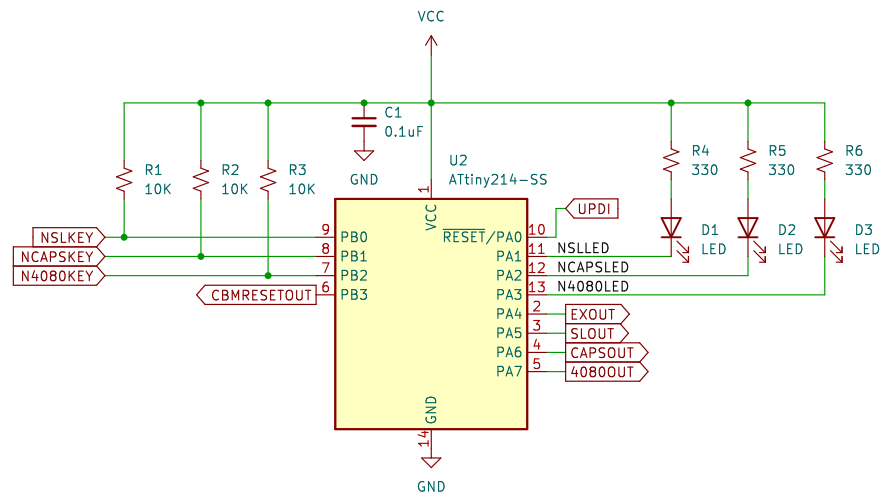 VCC
C1
0.1uF
GND
U2
ATtiny214-SS
R1
10K
R2
10K
R3
10K
R4
330
R5
330
R6
330
D1
LED
D2
LED
D3
LED
NSLKEY
NCAPSKEY
N4080KEY
CBMRESETOUT
9 PB0
8 PB1
7 PB2
6 PB3
1
VCC
RESET/PA0 10
PA1 11
PA2 12
PA3 13
PA4 2
PA5 3
PA6 4
PA7 5
UPDI
NSLLED
NCAPSLED
N4080LED
EXOUT
SLOUT
CAPSOUT
4080OUT
GND
14
GND